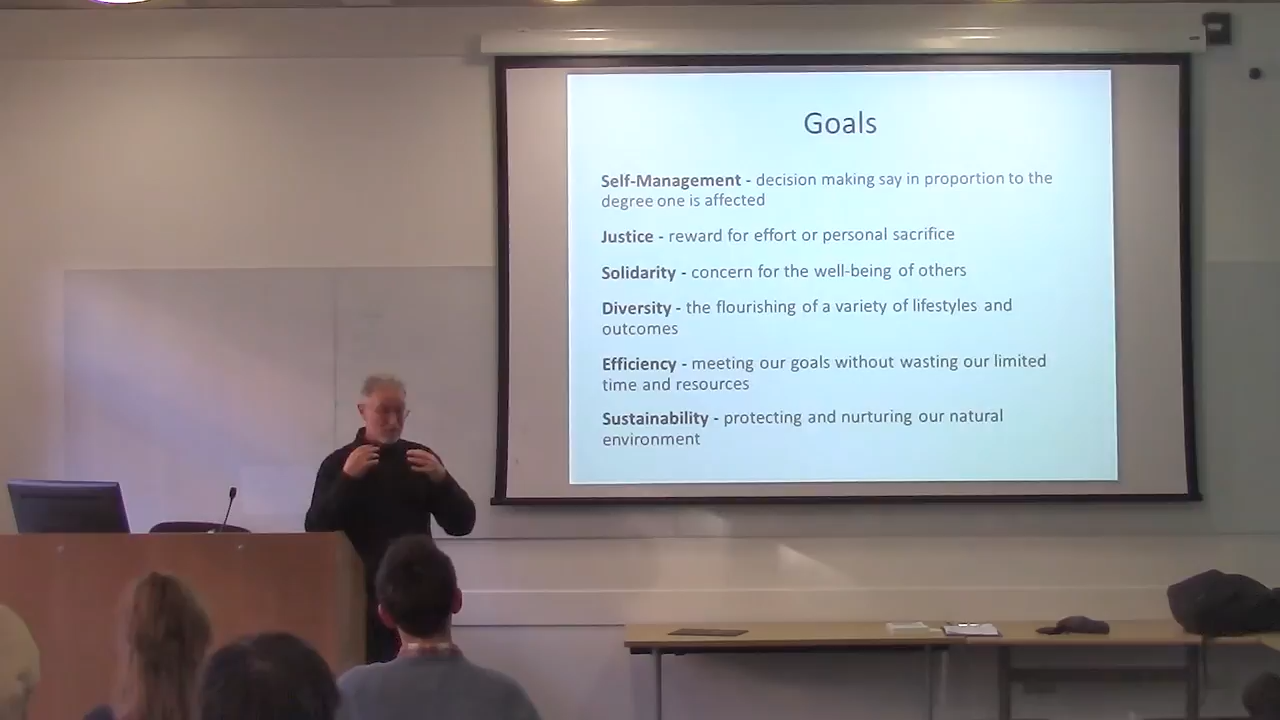 Goals
Self-Management - decision making say in proportion to the
degree one is affected
Justice - reward for effort or personal sacrifice
Solidarity - concern for the well-being of others
Diversity - the flourishing of a variety of lifestyles and
outcomes
Efficiency - meeting our goals without wasting our limited
time and resources
Sustainability - protecting and nurturing our natural
environment